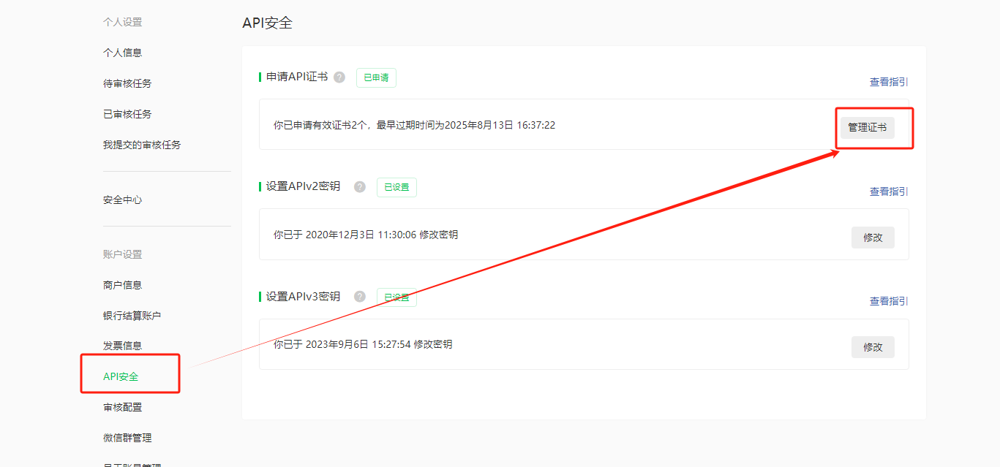 个人设置
个人信息
待审核任务
已审核任务
我提交的审核任务
安全中心
账户设置
商户信息
银行结算账户
发票信息
API安全
审核配置
微信群管理
API安全
申请API证书 ? 已申请
查看指引
你已申请有效证书2个，最早过期时间为2025年8月13日 16:37:22
管理证书
设置APIv2密钥 ? 已设置
查看指引
你已于 2020年12月3日 11:30:06 修改密钥
修改
设置APIv3密钥 ? 已设置
查看指引
你已于 2023年9月6日 15:27:54 修改密钥
修改